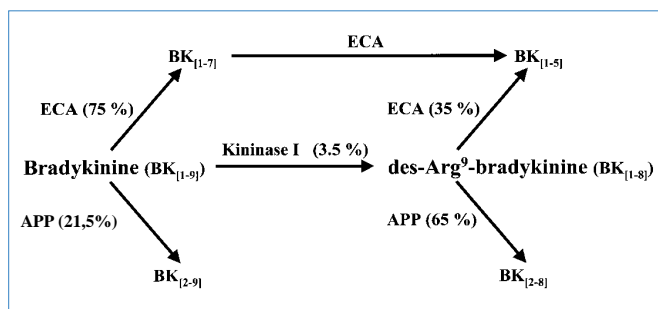 BK[1-7] ECA BK[1-5]
ECA (75 %) ECA (35 %)
Bradykinine (BK[1-9]) Kininase I (3.5 %) des-Arg9-bradykinine (BK[1-8])
APP (21,5%) APP (65 %)
BK[2-9] BK[2-8]